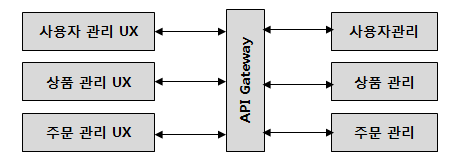 사용자 관리 UX
상품 관리 UX
주문 관리 UX
API Gateway
사용자관리
상품 관리
주문 관리